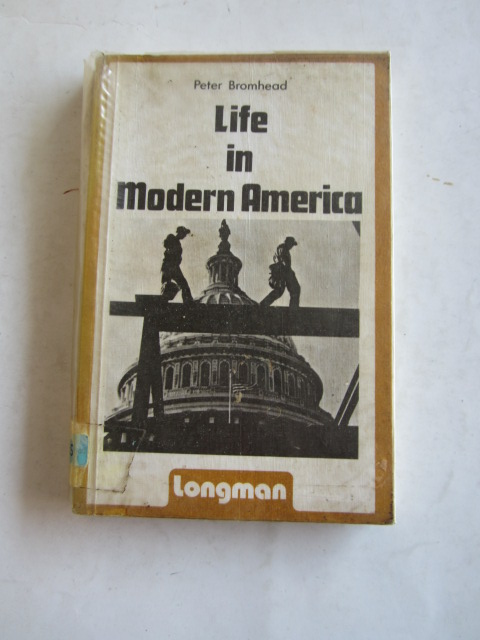 Peter Bromhead
Life
in
Modern America
Longman